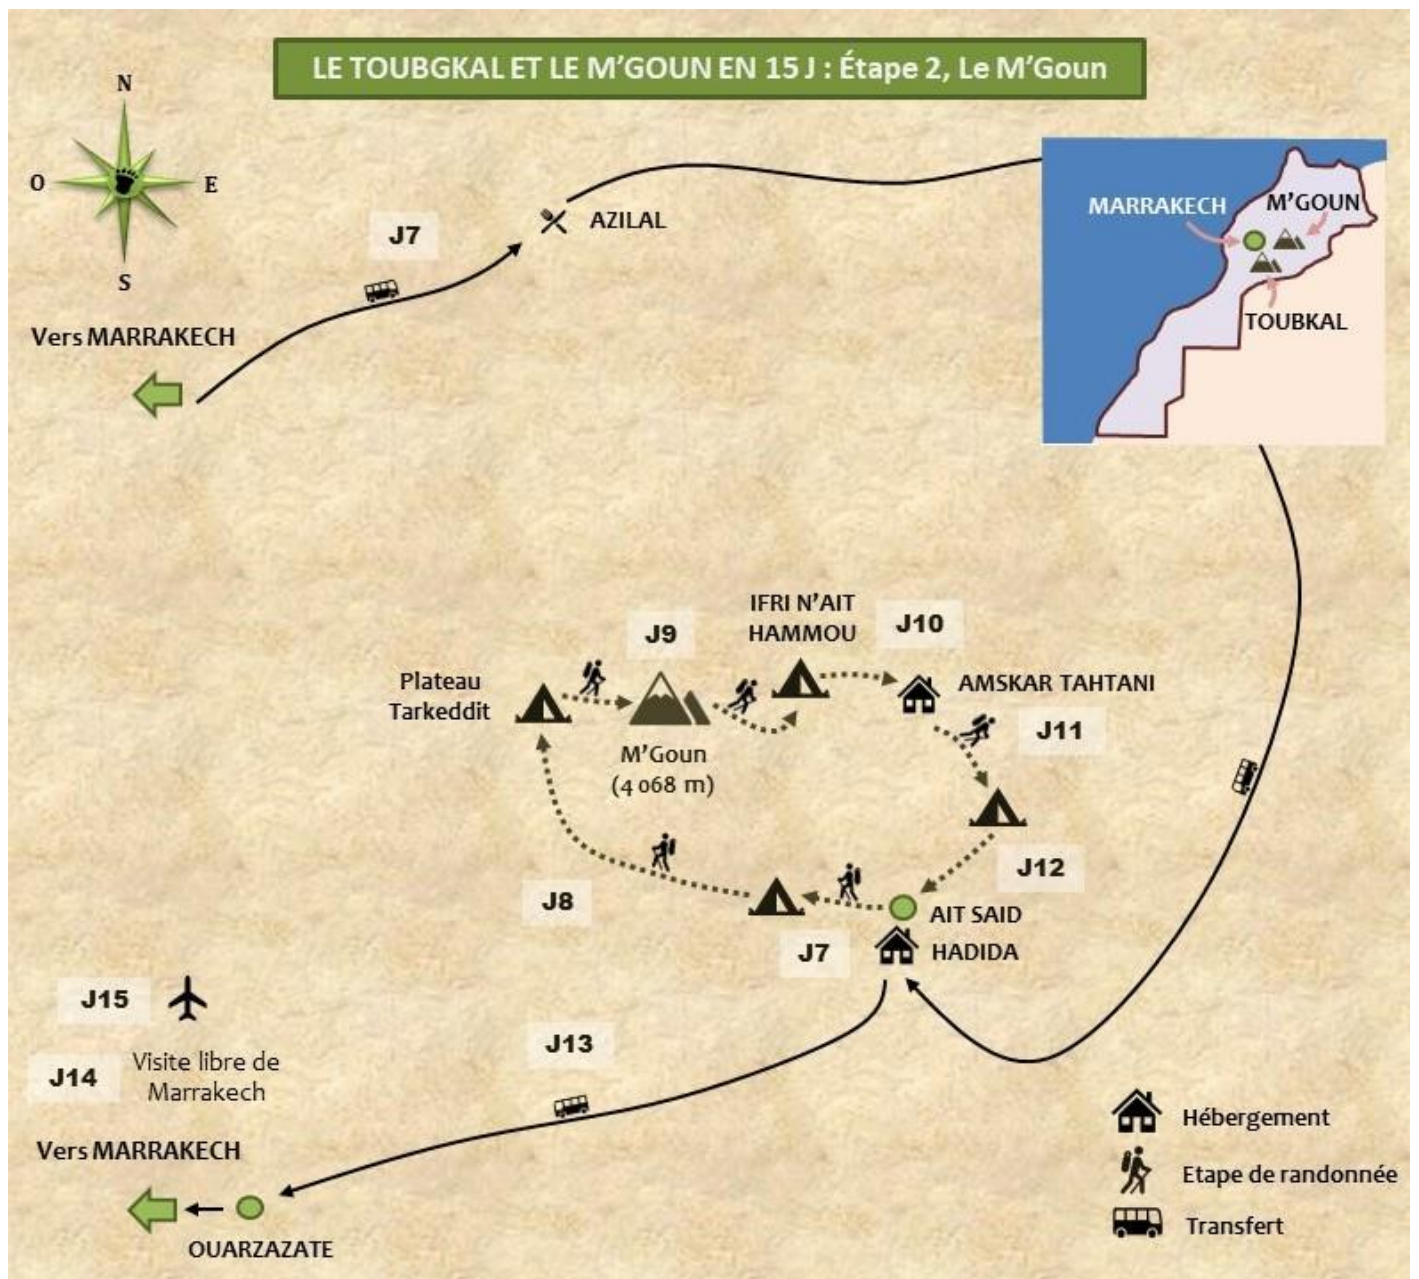 LE TOUBGKAL ET LE M'GOUN EN 15 J : Étape 2, Le M'Goun
N
O
E
S
J7
AZILAL
Vers MARRAKECH
MARRAKECH
M'GOUN
TOUBKAL
IFRI N'AIT
HAMMOU
J10
J9
Plateau
Tarkeddit
AMSKAR TAHTANI
M'Goun
(4 068 m)
J11
J12
J8
AIT SAID
HADIDA
J7
J15
J14
Visite libre de
Marrakech
J13
Vers MARRAKECH
OUARZAZATE
Hébergement
Etape de randonnée
Transfert